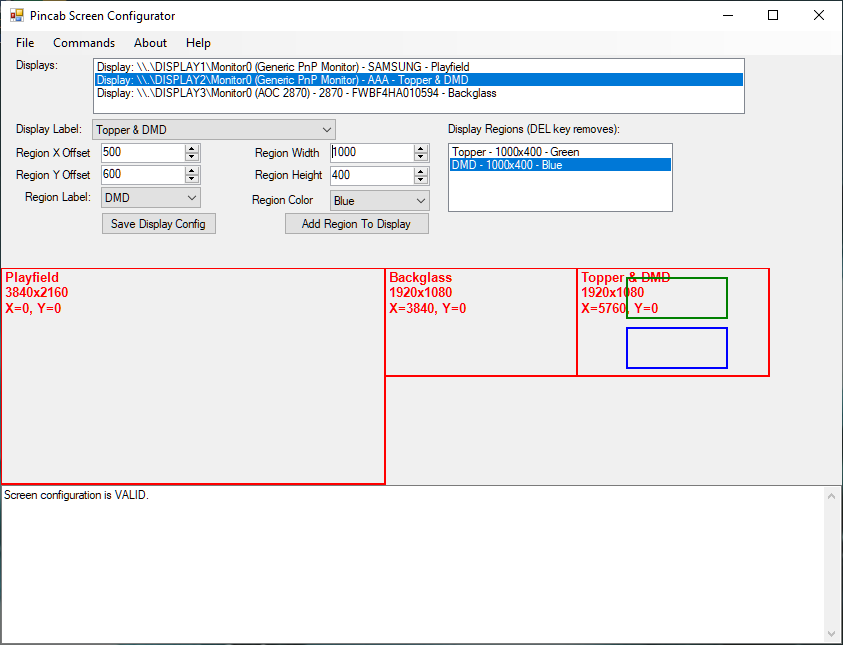 Pincab Screen Configurator
File Commands About Help
Displays:
Display: \\.\DISPLAY1\Monitor0 (Generic PnP Monitor) - SAMSUNG - Playfield
Display: \\.\DISPLAY2\Monitor0 (Generic PnP Monitor) - AAA - Topper & DMD
Display: \\.\DISPLAY3\Monitor0 (AOC 2870) - 2870 - FWBF4HA010594 - Backglass
Display Label: Topper & DMD
Display Regions (DEL key removes):
Region X Offset 500 Region Width 1000
Topper - 1000x400 - Green
DMD - 1000x400 - Blue
Region Y Offset 600 Region Height 400
Region Label: DMD Region Color Blue
Save Display Config Add Region To Display
Playfield
3840x2160
X=0, Y=0
Backglass
1920x1080
X=3840, Y=0
Topper & DMD
1920x1080
X=5760, Y=0
Screen configuration is VALID.